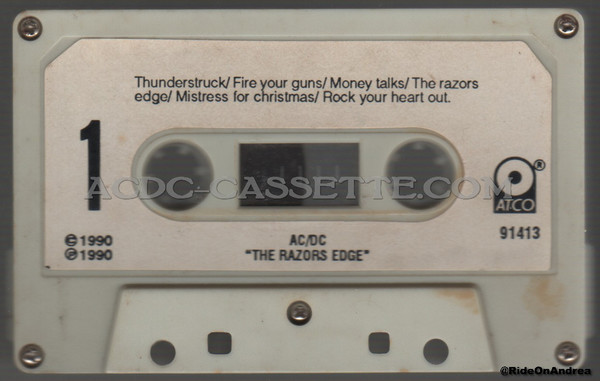 Thunderstruck/ Fire your guns/ Money talks/ The razors
edge/ Mistress for christmas/ Rock your heart out.
1
ACDC-CASSETTE.COM
®
ATCO
©1990
℗1990
AC/DC
"THE RAZORS EDGE"
91413
@RideOnAndrea